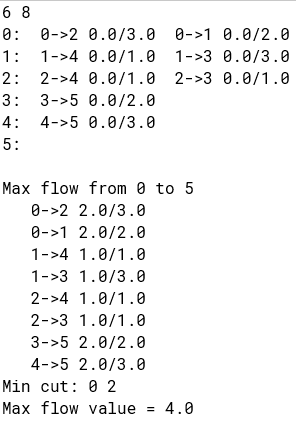 6 8
0:  0->2 0.0/3.0  0->1 0.0/2.0
1:  1->4 0.0/1.0  1->3 0.0/3.0
2:  2->4 0.0/1.0  2->3 0.0/1.0
3:  3->5 0.0/2.0
4:  4->5 0.0/3.0
5:

Max flow from 0 to 5
   0->2 2.0/3.0
   0->1 2.0/2.0
   1->4 1.0/1.0
   1->3 1.0/3.0
   2->4 1.0/1.0
   2->3 1.0/1.0
   3->5 2.0/2.0
   4->5 2.0/3.0
Min cut: 0 2
Max flow value = 4.0